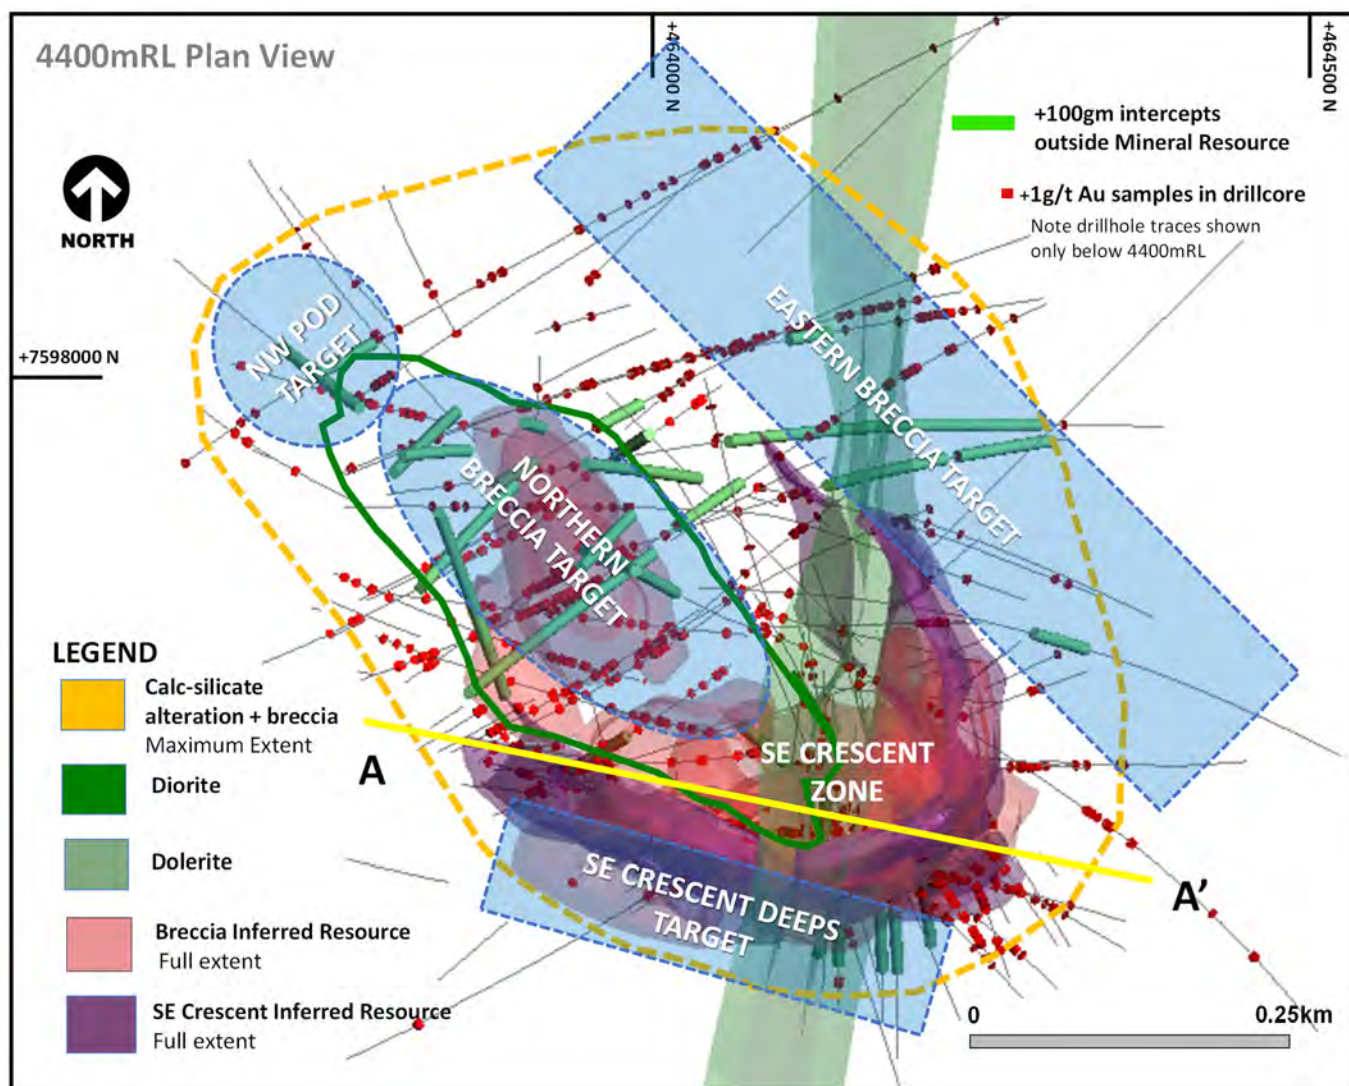 4400mRL Plan View
+464000 N
+464500 N
+100gm intercepts
outside Mineral Resource
+1g/t Au samples in drillcore
Note drillhole traces shown
only below 4400mRL
NORTH
+7598000 N
NW POD
TARGET
EASTERN BRECCIA TARGET
NORTHERN
BRECCIA TARGET
SE CRESCENT
ZONE
A
A’
SE CRESCENT DEEPS
TARGET
LEGEND
Calc-silicate
alteration + breccia
Maximum Extent
Diorite
Dolerite
Breccia Inferred Resource
Full extent
SE Crescent Inferred Resource
Full extent
0
0.25km